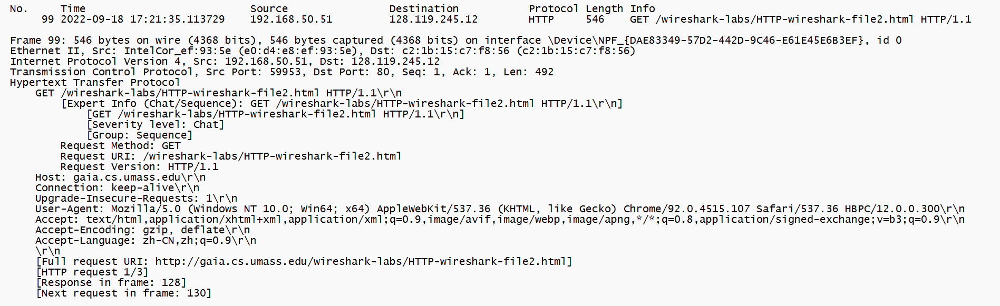 No.     Time                          Source                Destination           Protocol Length Info
     99 2022-09-18 17:21:35.113729    192.168.50.51         128.119.245.12        HTTP     546    GET /wireshark-labs/HTTP-wireshark-file2.html HTTP/1.1
Frame 99: 546 bytes on wire (4368 bits), 546 bytes captured (4368 bits) on interface \Device\NPF_{DAE83349-57D2-442D-9C46-E61E45E6B3EF}, id 0
Ethernet II, Src: IntelCor_ef:93:5e (e0:d4:e8:ef:93:5e), Dst: c2:1b:15:c7:f8:56 (c2:1b:15:c7:f8:56)
Internet Protocol Version 4, Src: 192.168.50.51, Dst: 128.119.245.12
Transmission Control Protocol, Src Port: 59953, Dst Port: 80, Seq: 1, Ack: 1, Len: 492
Hypertext Transfer Protocol
    GET /wireshark-labs/HTTP-wireshark-file2.html HTTP/1.1\r\n
        [Expert Info (Chat/Sequence): GET /wireshark-labs/HTTP-wireshark-file2.html HTTP/1.1\r\n]
            [GET /wireshark-labs/HTTP-wireshark-file2.html HTTP/1.1\r\n]
            [Severity level: Chat]
            [Group: Sequence]
        Request Method: GET
        Request URI: /wireshark-labs/HTTP-wireshark-file2.html
        Request Version: HTTP/1.1
    Host: gaia.cs.umass.edu\r\n
    Connection: keep-alive\r\n
    Upgrade-Insecure-Requests: 1\r\n
    User-Agent: Mozilla/5.0 (Windows NT 10.0; Win64; x64) AppleWebKit/537.36 (KHTML, like Gecko) Chrome/92.0.4515.107 Safari/537.36 HBPC/12.0.0.300\r\n
    Accept: text/html,application/xhtml+xml,application/xml;q=0.9,image/avif,image/webp,image/apng,*/*;q=0.8,application/signed-exchange;v=b3;q=0.9\r\n
    Accept-Encoding: gzip, deflate\r\n
    Accept-Language: zh-CN,zh;q=0.9\r\n
    \r\n
    [Full request URI: http://gaia.cs.umass.edu/wireshark-labs/HTTP-wireshark-file2.html]
    [HTTP request 1/3]
    [Response in frame: 128]
    [Next request in frame: 130]